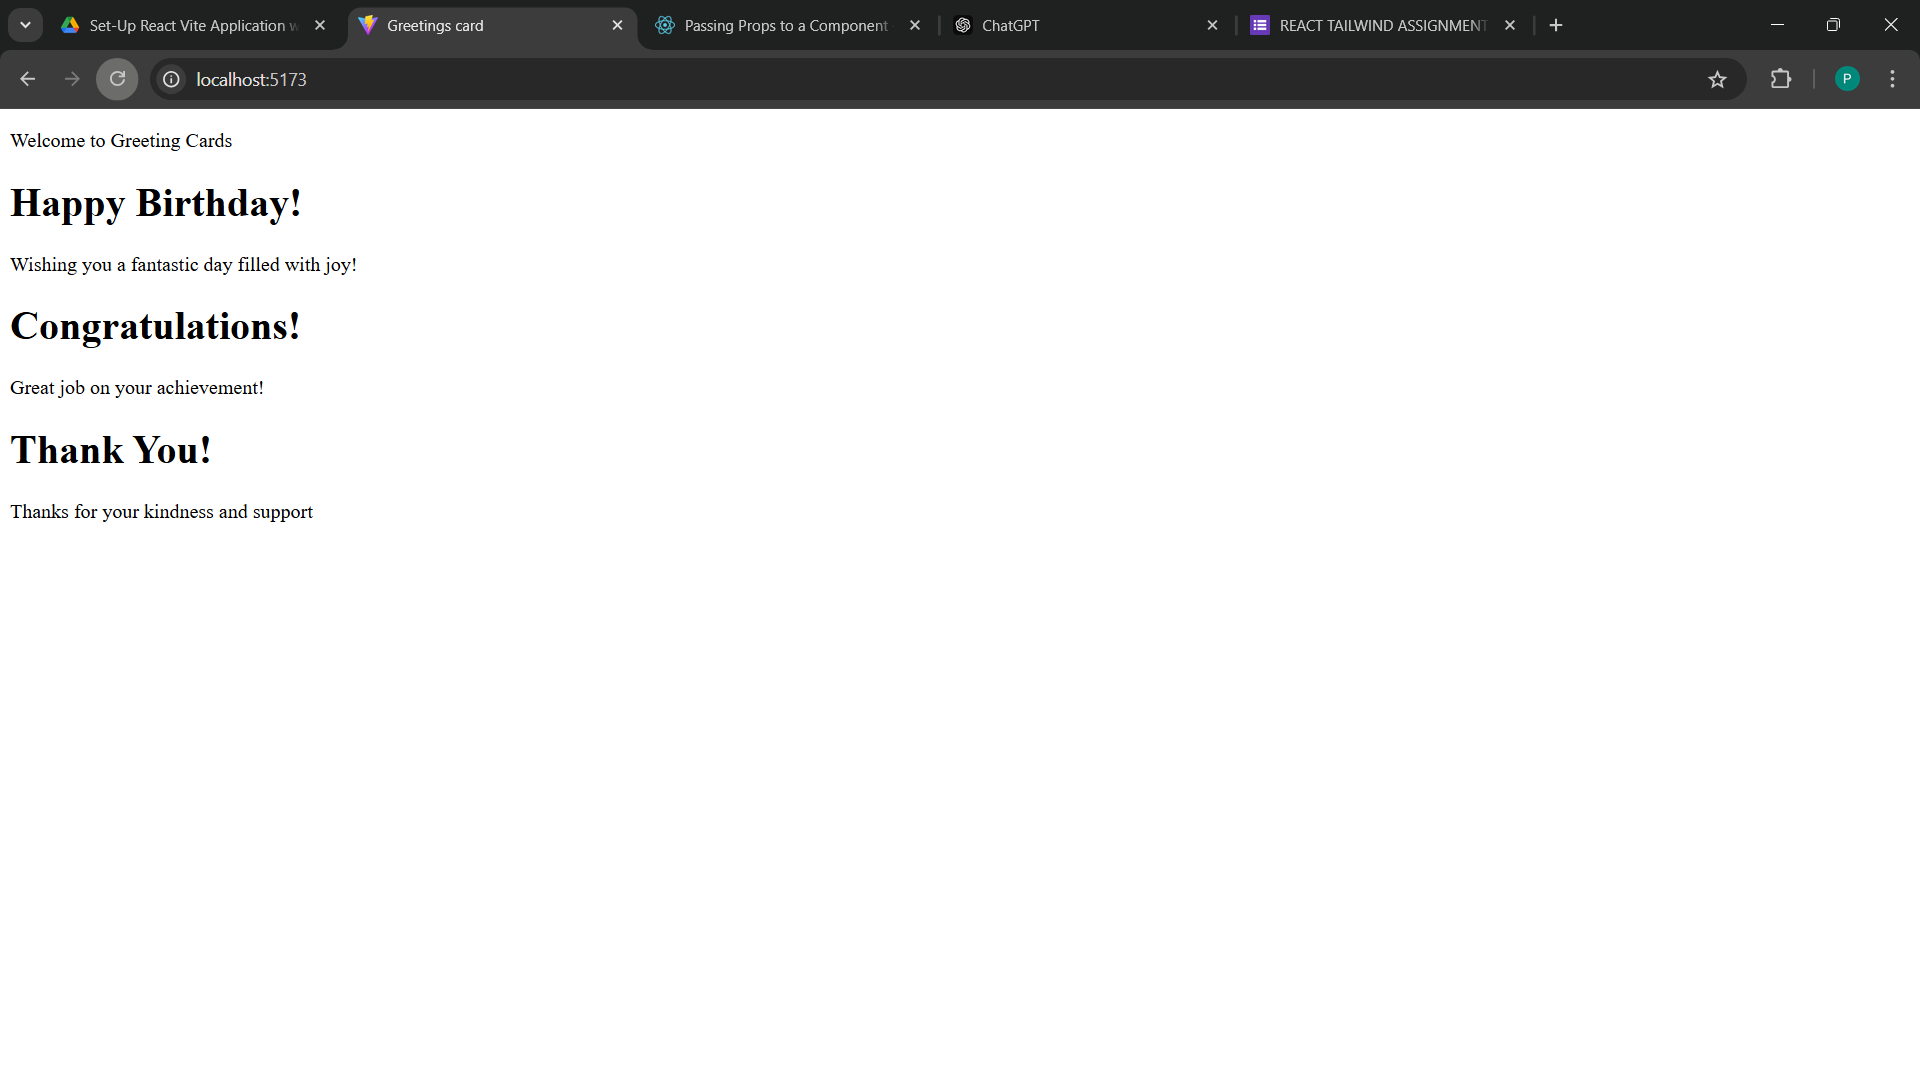 Set-Up React Vite Application w
Greetings card
Passing Props to a Component
ChatGPT
REACT TAILWIND ASSIGNMENT
localhost:5173
P
Welcome to Greeting Cards
Happy Birthday!
Wishing you a fantastic day filled with joy!
Congratulations!
Great job on your achievement!
Thank You!
Thanks for your kindness and support